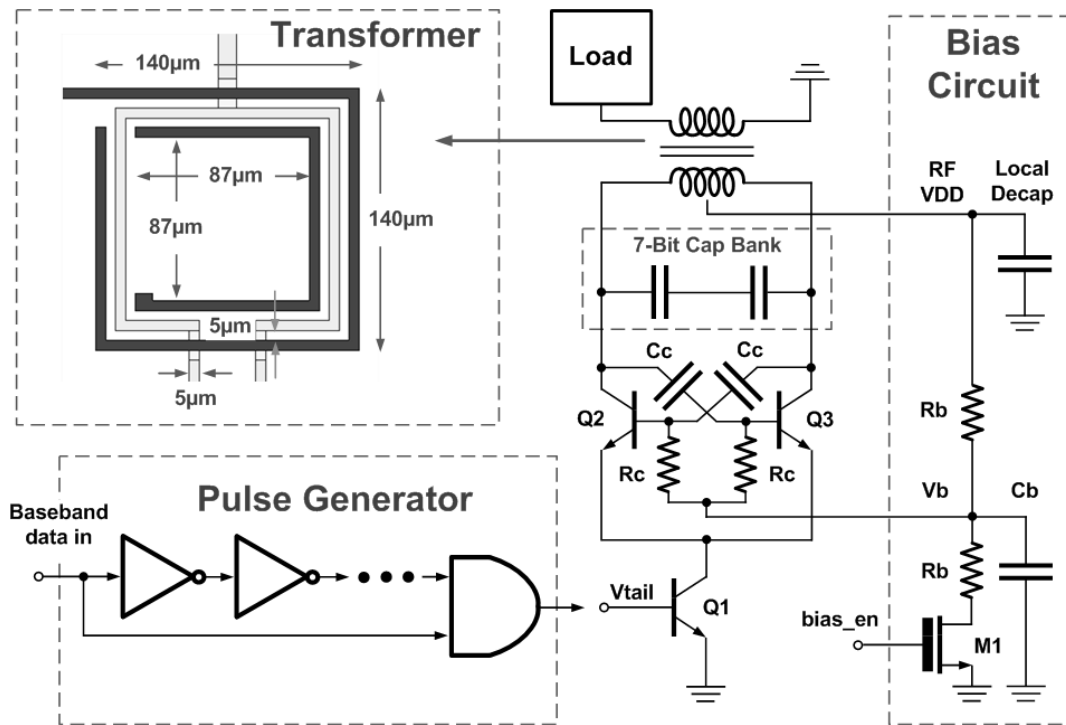 Transformer
140µm
87µm
87µm
140µm
5µm
5µm
Load
7-Bit Cap Bank
Cc
Cc
Q2
Q3
Rc
Rc
Bias
Circuit
RF
VDD
Local
Decap
Rb
Vb
Cb
Rb
bias_en
M1
Pulse Generator
Baseband
data in
Vtail
Q1